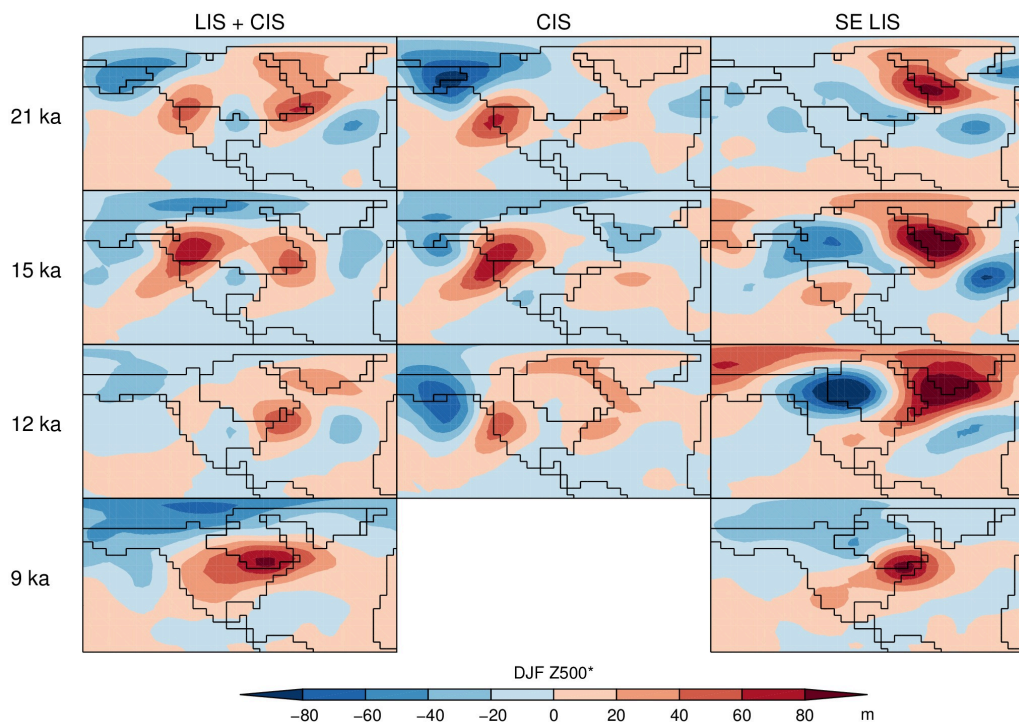 LIS + CIS CIS SE LIS
21 ka
15 ka
12 ka
9 ka
DJF Z500*
−80 −60 −40 −20 0 20 40 60 80 m